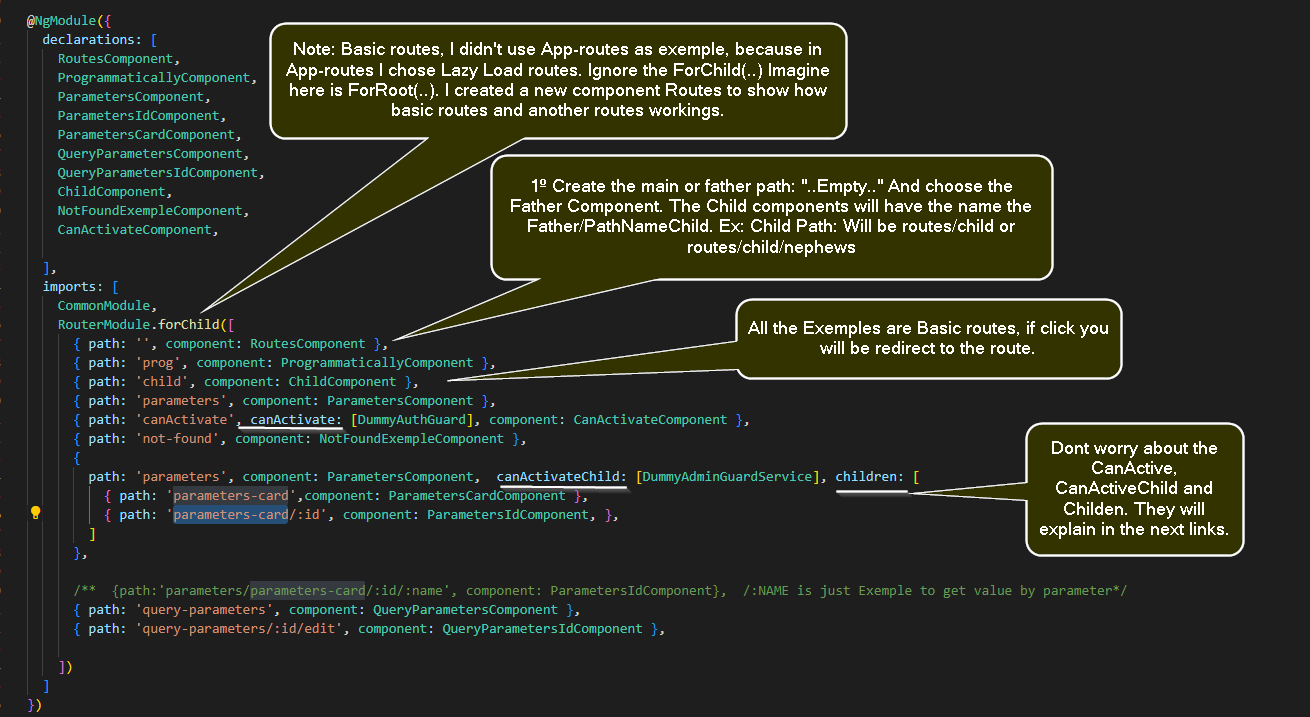 @NgModule({
declarations: [
RoutesComponent,
ProgrammaticallyComponent,
ParametersComponent,
ParametersIdComponent,
ParametersCardComponent,
QueryParametersComponent,
QueryParametersIdComponent,
ChildComponent,
NotFoundExempleComponent,
CanActivateComponent,
],
imports: [
CommonModule,
RouterModule.forChild([
{ path: '', component: RoutesComponent },
{ path: 'prog', component: ProgrammaticallyComponent },
{ path: 'child', component: ChildComponent },
{ path: 'parameters', component: ParametersComponent },
{ path: 'canActivate', canActivate: [DummyAuthGuard], component: CanActivateComponent },
{ path: 'not-found', component: NotFoundExempleComponent },
{
path: 'parameters', component: ParametersComponent, canActivateChild: [DummyAdminGuardService], children: [
{ path: 'parameters-card',component: ParametersCardComponent },
{ path: 'parameters-card/:id', component: ParametersIdComponent, },
]
},
/** {path:'parameters/parameters-card/:id/:name', component: ParametersIdComponent}, /:NAME is just Exemple to get value by parameter*/
{ path: 'query-parameters', component: QueryParametersComponent },
{ path: 'query-parameters/:id/edit', component: QueryParametersIdComponent },
])
]
})
Note: Basic routes, I didn't use App-routes as exemple, because in
App-routes I chose Lazy Load routes. Ignore the ForChild(..) Imagine
here is ForRoot(..). I created a new component Routes to show how
basic routes and another routes workings.
1º Create the main or father path: "..Empty.." And choose the
Father Component. The Child components will have the name the
Father/PathNameChild. Ex: Child Path: Will be routes/child or
routes/child/nephews
All the Exemples are Basic routes, if click you
will be redirect to the route.
Dont worry about the
CanActive,
CanActiveChild and
Childen. They will
explain in the next links.